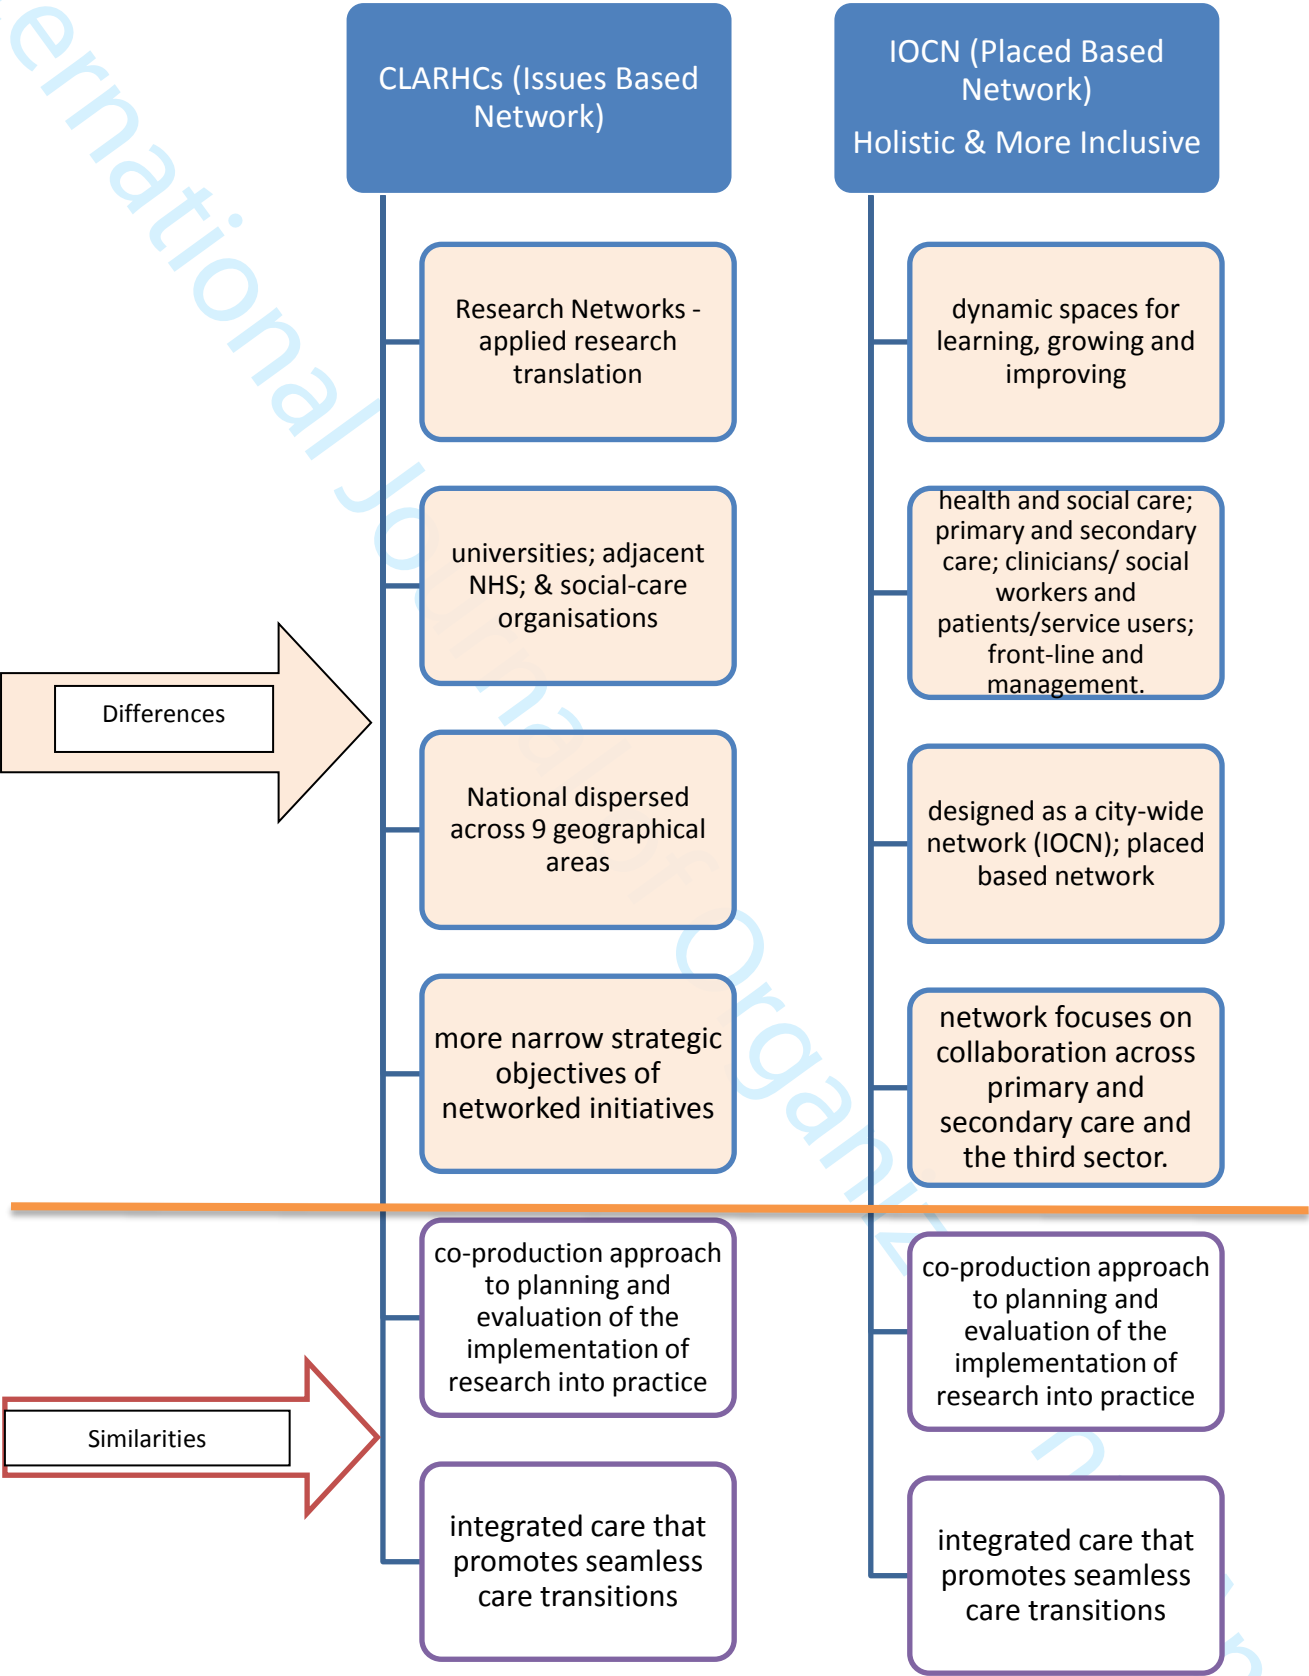 CLARHCs (Issues Based
Network)
Research Networks -
applied research
translation
universities; adjacent
NHS; & social-care
organisations
National dispersed
across 9 geographical
areas
more narrow strategic
objectives of
networked initiatives
co-production approach
to planning and
evaluation of the
implementation of
research into practice
integrated care that
promotes seamless
care transitions
IOCN (Placed Based
Network)
Holistic & More Inclusive
dynamic spaces for
learning, growing and
improving
health and social care;
primary and secondary
care; clinicians/ social
workers and
patients/service users;
front-line and
management.
designed as a city-wide
network (IOCN); placed
based network
network focuses on
collaboration across
primary and
secondary care and
the third sector.
co-production approach
to planning and
evaluation of the
implementation of
research into practice
integrated care that
promotes seamless
care transitions
Differences
Similarities
ernational Journal of Organiz